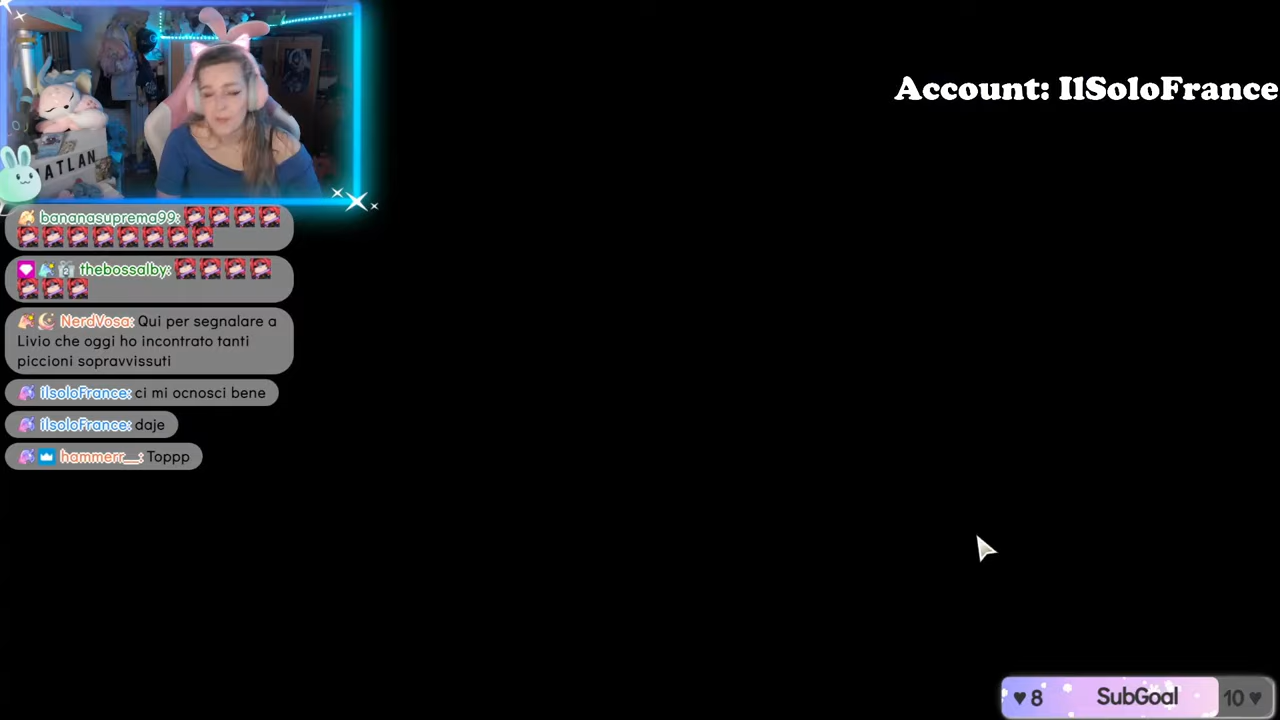 Account: IlSoloFrance
ATLAN
bananasuprema99:
thebossalby:
NerdVosa: Qui per segnalare a
Livio che oggi ho incontrato tanti
piccioni sopravvissuti
ilsoloFrance: ci mi ocnosci bene
ilsoloFrance: daje
hammerr__: Toppp
8 SubGoal 10